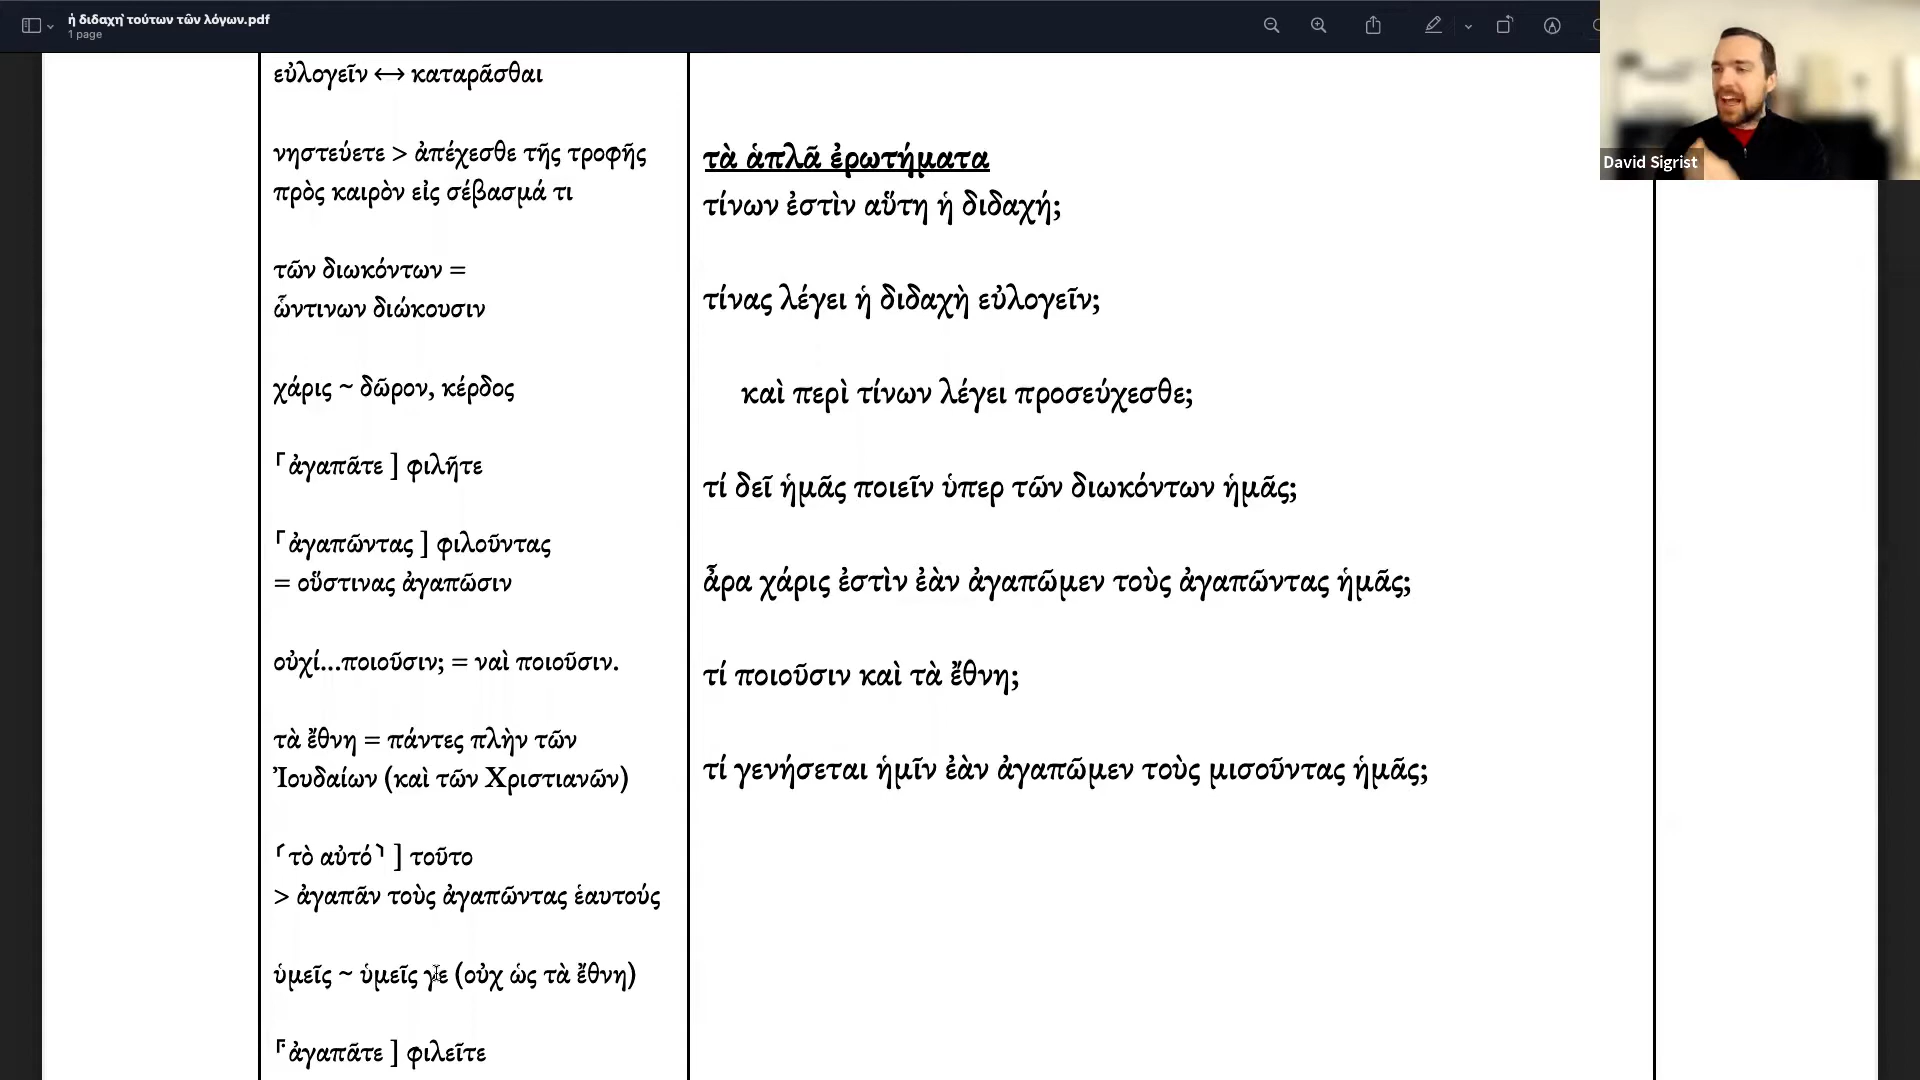 ἡ διδαχὴ τούτων τῶν λόγων.pdf
1 page
David Sigrist
εὐλογεῖν ↔ καταρᾶσθαι
νηστεύετε > ἀπέχεσθε τῆς τροφῆς
πρὸς καιρὸν εἰς σέβασμά τι
τῶν διωκόντων =
ὧντινων διώκουσιν
χάρις ~ δῶρον, κέρδος
⸀ἀγαπᾶτε ] φιλῆτε
⸀ἀγαπῶντας ] φιλοῦντας
= οὕστινας ἀγαπῶσιν
οὐχί...ποιοῦσιν; = ναὶ ποιοῦσιν.
τὰ ἔθνη = πάντες πλὴν τῶν
Ἰουδαίων (καὶ τῶν Χριστιανῶν)
⸂τὸ αὐτό⸃ ] τοῦτο
> ἀγαπᾶν τοὺς ἀγαπῶντας ἑαυτούς
ὑμεῖς ~ ὑμεῖς γε (οὐχ ὡς τὰ ἔθνη)
⸁ἀγαπᾶτε ] φιλεῖτε
τὰ ἁπλᾶ ἐρωτήματα
τίνων ἐστὶν αὕτη ἡ διδαχή;
τίνας λέγει ἡ διδαχὴ εὐλογεῖν;
καὶ περὶ τίνων λέγει προσεύχεσθε;
τί δεῖ ἡμᾶς ποιεῖν ὑπερ τῶν διωκόντων ἡμᾶς;
ἆρα χάρις ἐστὶν ἐὰν ἀγαπῶμεν τοὺς ἀγαπῶντας ἡμᾶς;
τί ποιοῦσιν καὶ τὰ ἔθνη;
τί γενήσεται ἡμῖν ἐὰν ἀγαπῶμεν τοὺς μισοῦντας ἡμᾶς;